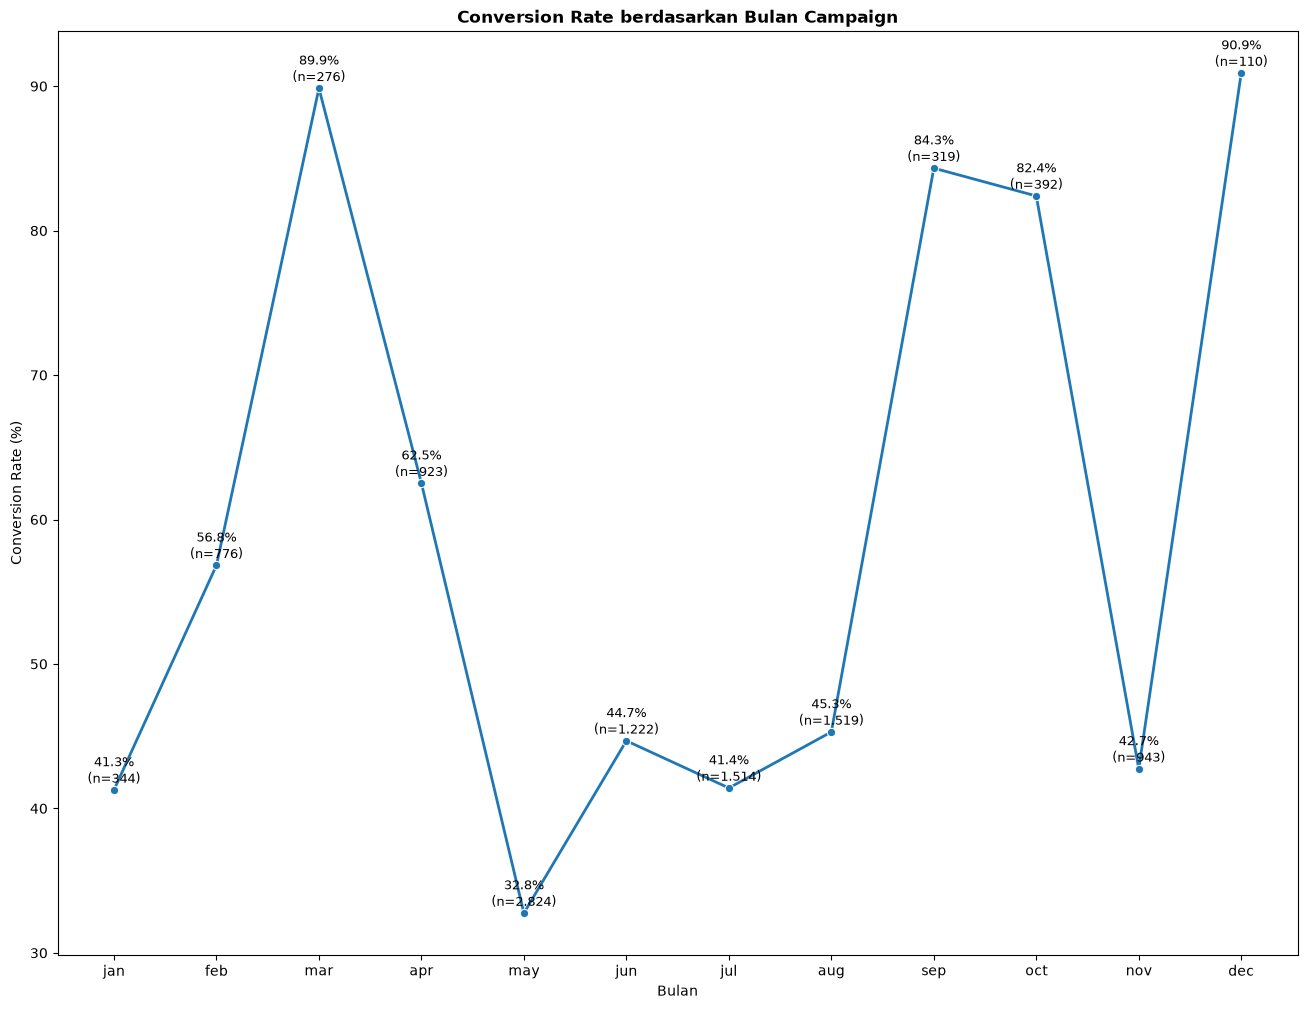 Conversion Rate berdasarkan Bulan Campaign
Conversion Rate (%)
90
80
70
60
50
40
30
41.3%
(n=344)
56.8%
(n=776)
89.9%
(n=276)
62.5%
(n=923)
32.8%
(n=2.824)
44.7%
(n=1.222)
41.4%
(n=1.514)
45.3%
(n=1.519)
84.3%
(n=319)
82.4%
(n=392)
42.7%
(n=943)
90.9%
(n=110)
jan feb mar apr may jun jul aug sep oct nov dec
Bulan